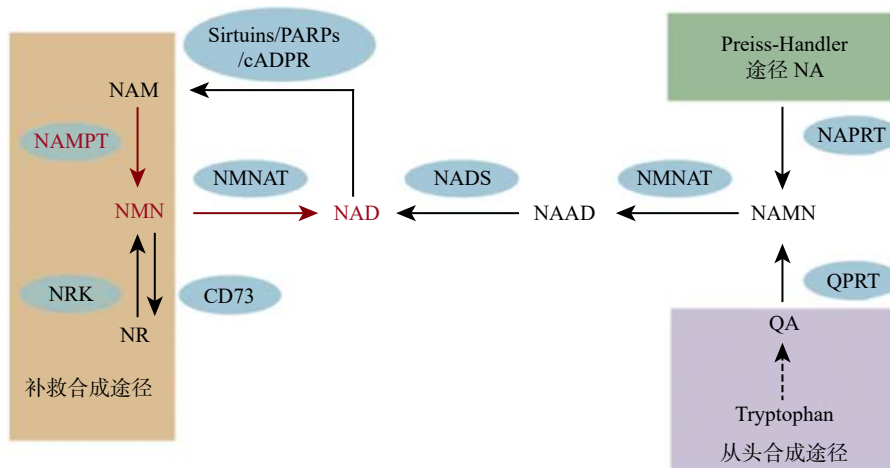 Sirtuins/PARPs
/cADPR
Preiss-Handler
途径 NA
NAM
NAMPT
NAPRT
NMNAT
NADS
NMNAT
NMN
NAD
NAAD
NAMN
NRK
CD73
QPRT
NR
QA
补救合成途径
Tryptophan
从头合成途径